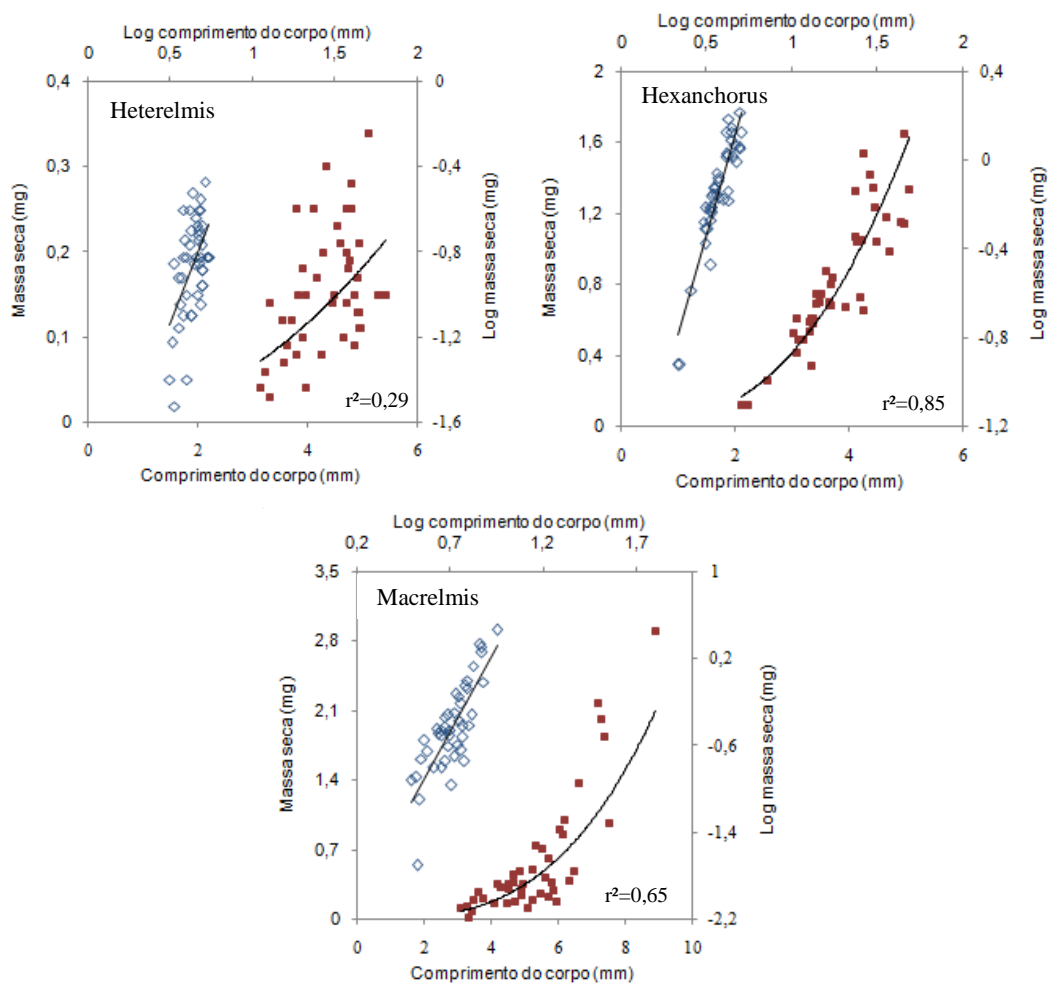 Log comprimento do corpo (mm)
0 0,5 1 1,5 2
0,4 0
Heterelmis
0,3 -0,4
0,2 -0,8
0,1 -1,2
0 -1,6
r²=0,29
0 2 4 6
Comprimento do corpo (mm)
Massa seca (mg)
Log massa seca (mg)
Log comprimento do corpo (mm)
0 0,5 1 1,5 2
2 0,4
Hexanchorus
1,6 0
1,2 -0,4
0,8 -0,8
0,4
0 -1,2
r²=0,85
0 2 4 6
Comprimento do corpo (mm)
Massa seca (mg)
Log massa seca (mg)
Log comprimento do corpo (mm)
0,2 0,7 1,2 1,7
3,5 1
Macrelmis
2,8 0,2
2,1 -0,6
1,4 -1,4
0,7
0 -2,2
r²=0,65
0 2 4 6 8 10
Comprimento do corpo (mm)
Massa seca (mg)
Log massa seca (mg)